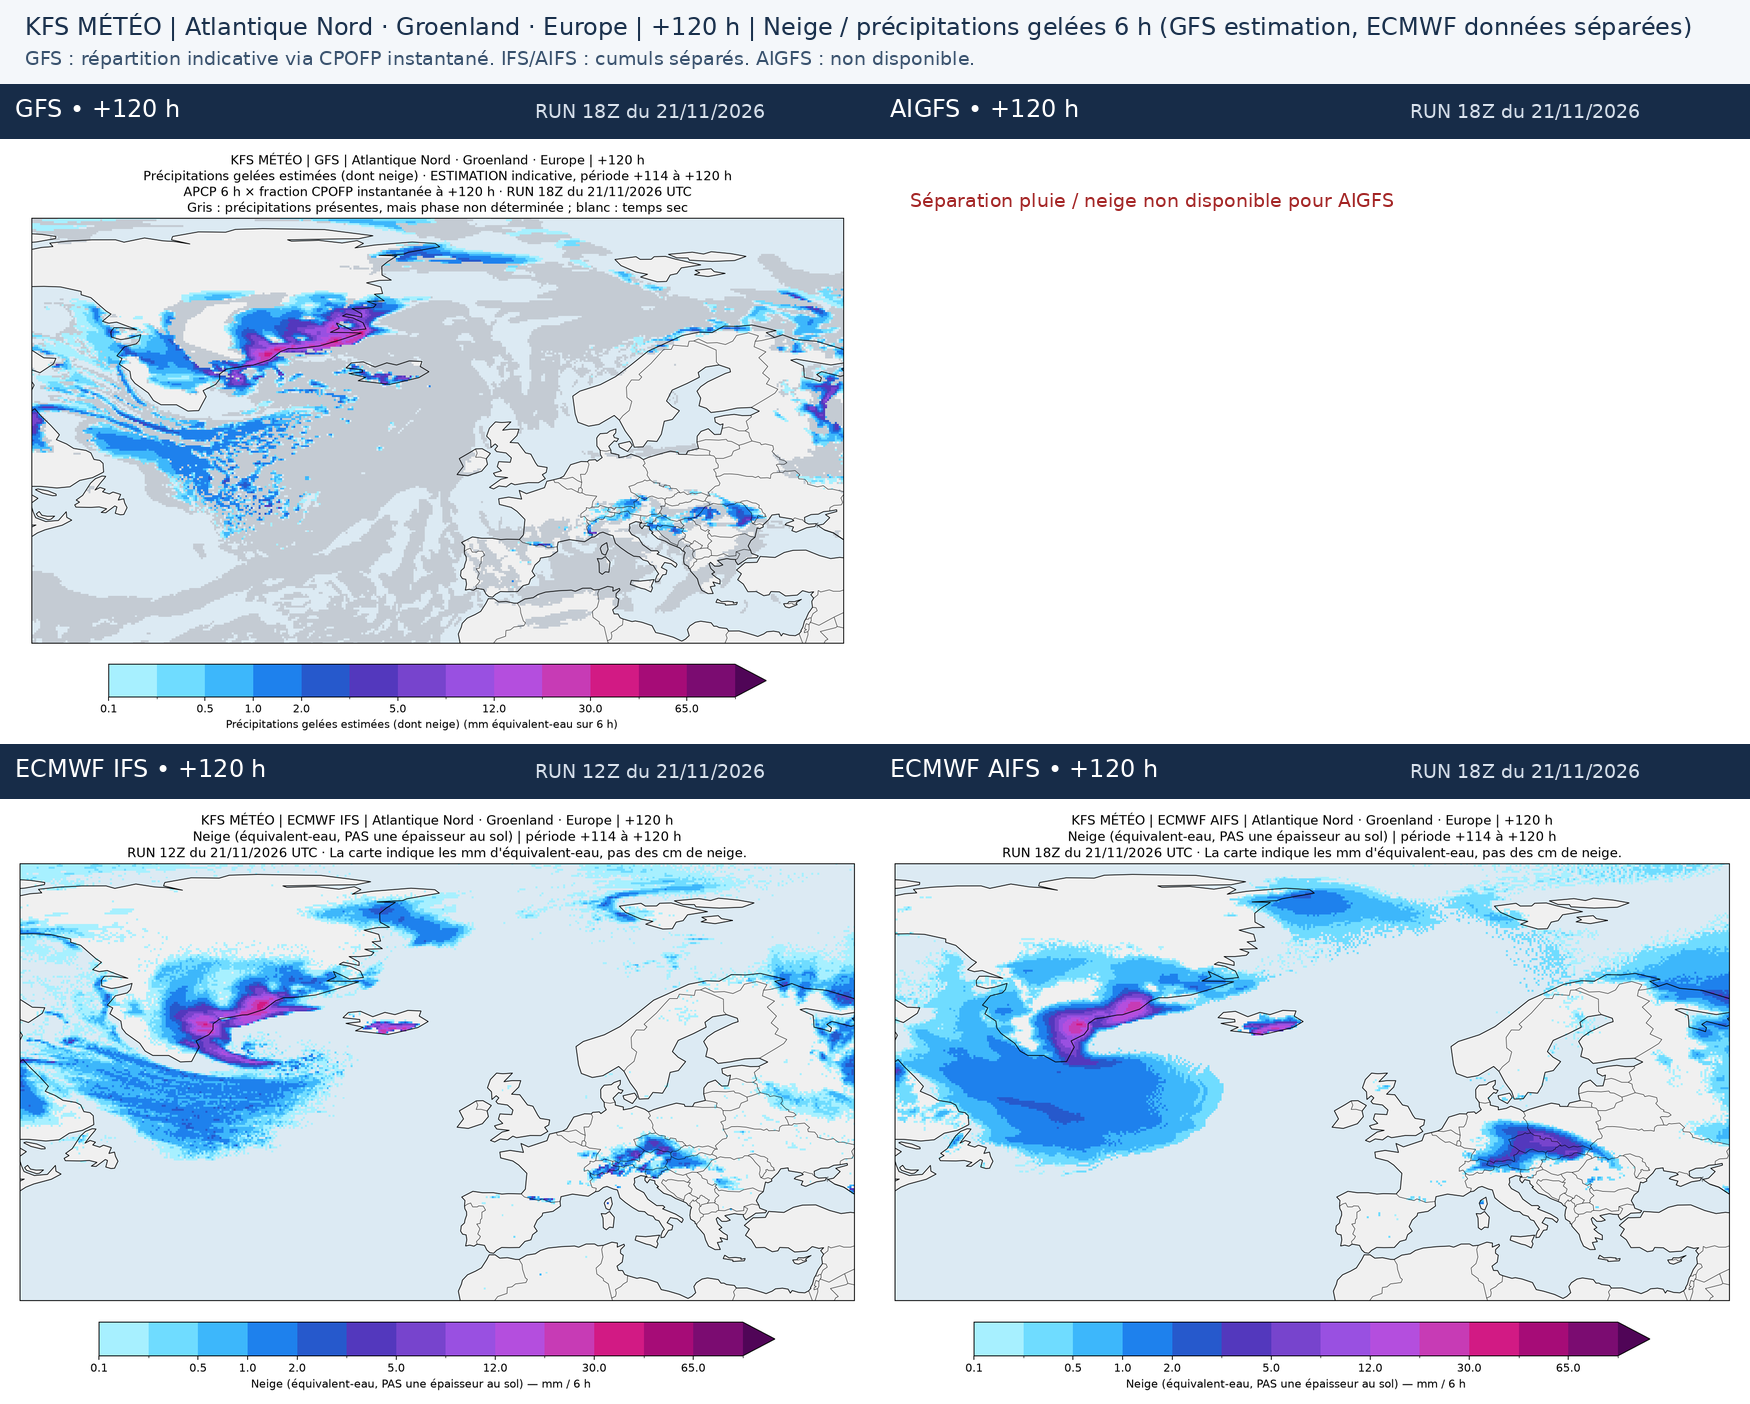 KFS MÉTÉO | Atlantique Nord · Groenland · Europe | +120 h | Neige / précipitations gelées 6 h (GFS estimation, ECMWF données séparées)
GFS : répartition indicative via CPOFP instantané. IFS/AIFS : cumuls séparés. AIGFS : non disponible.
GFS • +120 h
RUN 18Z du 21/11/2026
AIGFS • +120 h
RUN 18Z du 21/11/2026
KFS MÉTÉO | GFS | Atlantique Nord · Groenland · Europe | +120 h
Précipitations gelées estimées (dont neige) · ESTIMATION indicative, période +114 à +120 h
APCP 6 h × fraction CPOFP instantanée à +120 h · RUN 18Z du 21/11/2026 UTC
Gris : précipitations présentes, mais phase non déterminée ; blanc : temps sec
Séparation pluie / neige non disponible pour AIGFS
0.1 0.5 1.0 2.0 5.0 12.0 30.0 65.0
Précipitations gelées estimées (dont neige) (mm équivalent-eau sur 6 h)
ECMWF IFS • +120 h
RUN 12Z du 21/11/2026
ECMWF AIFS • +120 h
RUN 18Z du 21/11/2026
KFS MÉTÉO | ECMWF IFS | Atlantique Nord · Groenland · Europe | +120 h
Neige (équivalent-eau, PAS une épaisseur au sol) | période +114 à +120 h
RUN 12Z du 21/11/2026 UTC · La carte indique les mm d'équivalent-eau, pas des cm de neige.
KFS MÉTÉO | ECMWF AIFS | Atlantique Nord · Groenland · Europe | +120 h
Neige (équivalent-eau, PAS une épaisseur au sol) | période +114 à +120 h
RUN 18Z du 21/11/2026 UTC · La carte indique les mm d'équivalent-eau, pas des cm de neige.
0.1 0.5 1.0 2.0 5.0 12.0 30.0 65.0
Neige (équivalent-eau, PAS une épaisseur au sol) — mm / 6 h
0.1 0.5 1.0 2.0 5.0 12.0 30.0 65.0
Neige (équivalent-eau, PAS une épaisseur au sol) — mm / 6 h